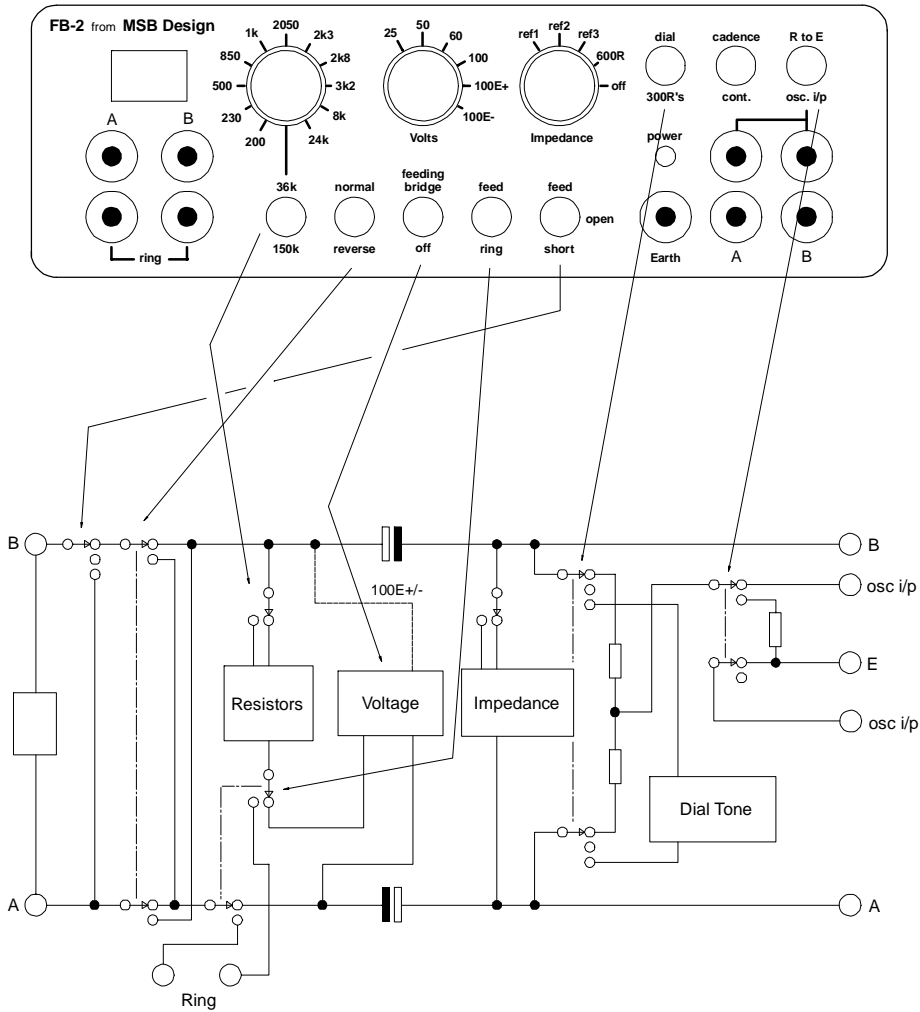 FB-2 from MSB Design
200
230
500
850
1k
2050
2k3
2k8
3k2
8k
24k
25
50
60
100
100E+
100E-
Volts
ref1
ref2
ref3
600R
off
Impedance
dial
300R's
cadence
cont.
R to E
osc. i/p
A
B
ring
36k
150k
normal
reverse
feeding
bridge
off
feed
ring
feed
open
short
power
Earth
A
B
B
B
100E+/-
osc i/p
E
osc i/p
Resistors
Voltage
Impedance
Dial Tone
A
A
Ring